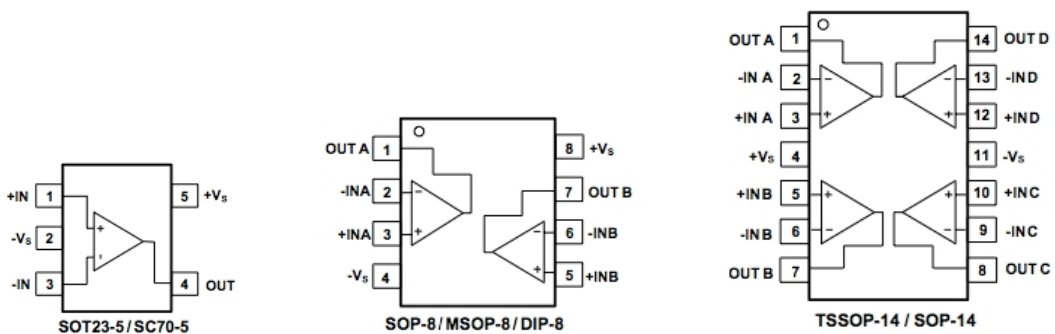 +IN 1 5 +Vs
-Vs 2
-IN 3 4 OUT
SOT23-5/SC70-5
OUT A 1 8 +Vs
-INA 2 7 OUT B
+INA 3 6 -INB
-Vs 4 5 +INB
SOP-8/MSOP-8/DIP-8
OUT A 1 14 OUT D
-IN A 2 13 -IND
+IN A 3 12 +IND
+Vs 4 11 -Vs
+INB 5 10 +INC
-INB 6 9 -INC
OUT B 7 8 OUT C
TSSOP-14 / SOP-14